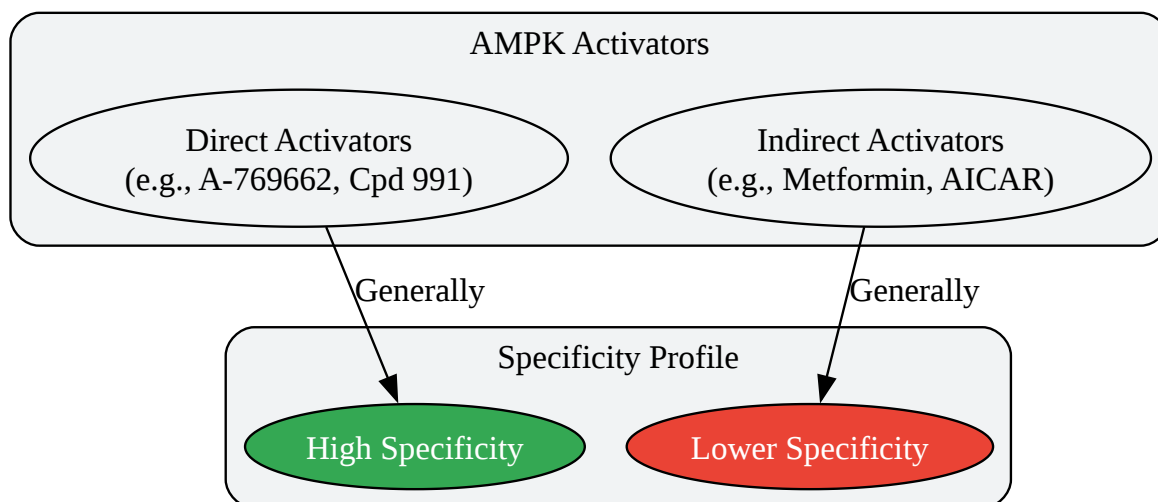 AMPK Activators
Direct Activators
(e.g., A-769662, Cpd 991)
Indirect Activators
(e.g., Metformin, AICAR)
Generally
Generally
Specificity Profile
High Specificity
Lower Specificity